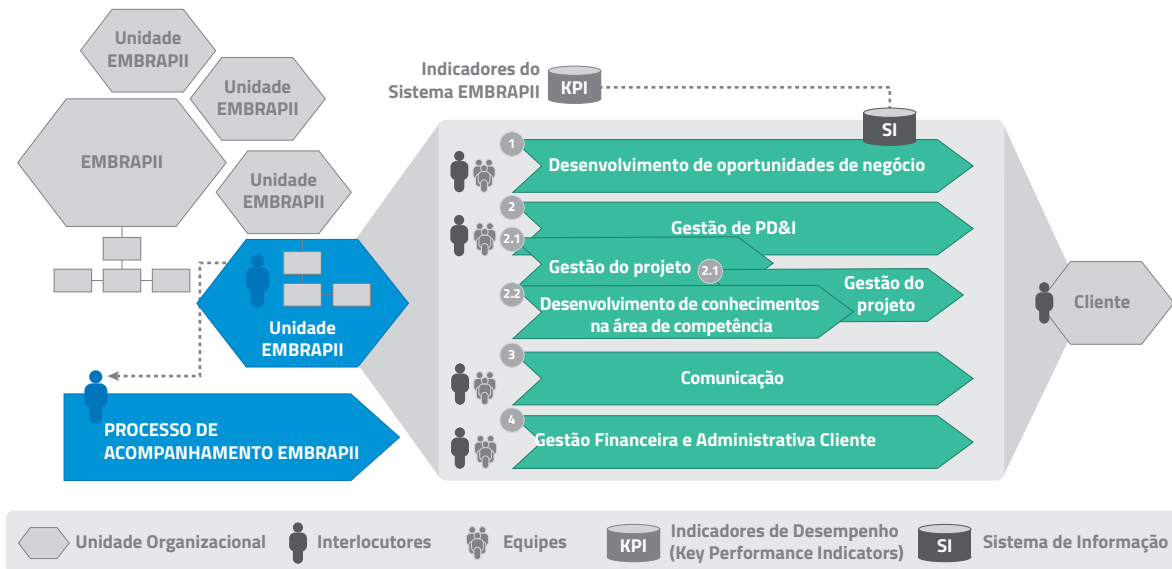 Unidade
EMBRAPII
Unidade
EMBRAPII
EMBRAPII
Unidade
EMBRAPII
Unidade
EMBRAPII
PROCESSO DE
ACOMPANHAMENTO EMBRAPII
Indicadores do
Sistema EMBRAPII
KPI
SI
1
Desenvolvimento de oportunidades de negócio
2
Gestão de PD&I
2.1
Gestão do projeto
2.1
Gestão do
projeto
2.2
Desenvolvimento de conhecimentos
na área de competência
3
Comunicação
4
Gestão Financeira e Administrativa Cliente
Cliente
Unidade Organizacional
Interlocutores
Equipes
KPI
Indicadores de Desempenho
(Key Performance Indicators)
SI
Sistema de Informação